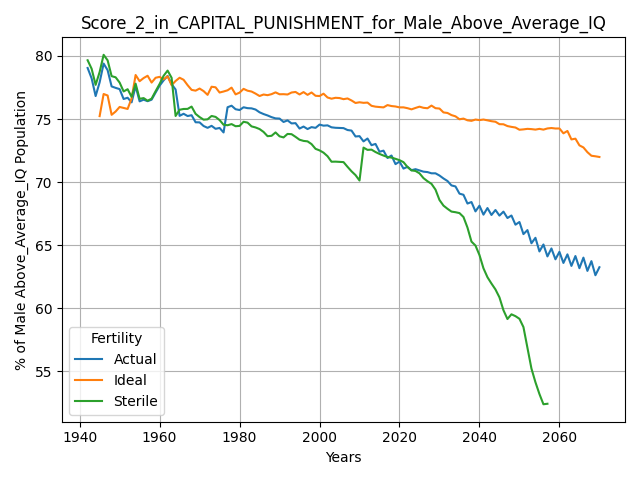 Score_2_in_CAPITAL_PUNISHMENT_for_Male_Above_Average_IQ
% of Male Above_Average_IQ Population
80
75
70
65
60
55
Fertility
Actual
Ideal
Sterile
1940 1960 1980 2000 2020 2040 2060
Years